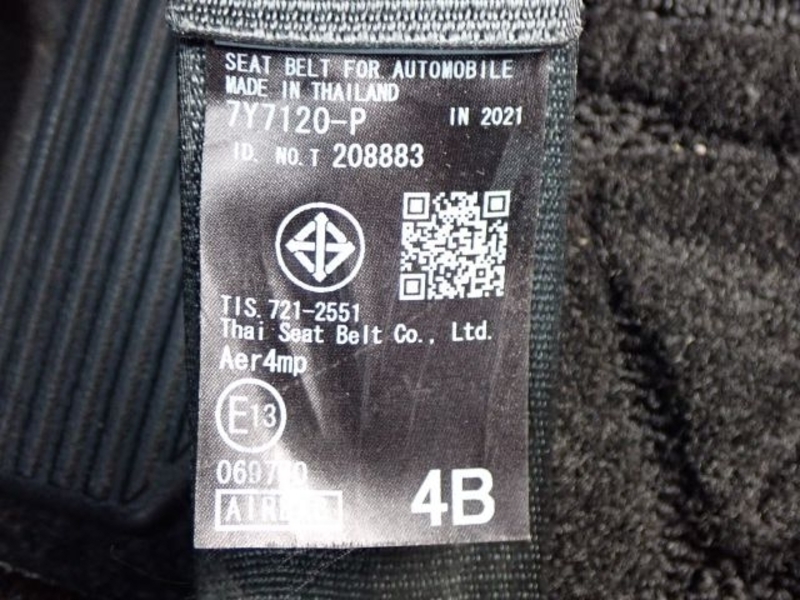 SEAT BELT FOR AUTOMOBILE
MADE IN THAILAND
7Y7120-P IN 2021
ID. NO.T 208883
TIS.721-2551
Thai Seat Belt Co., Ltd.
Aer4mp
E13
4B